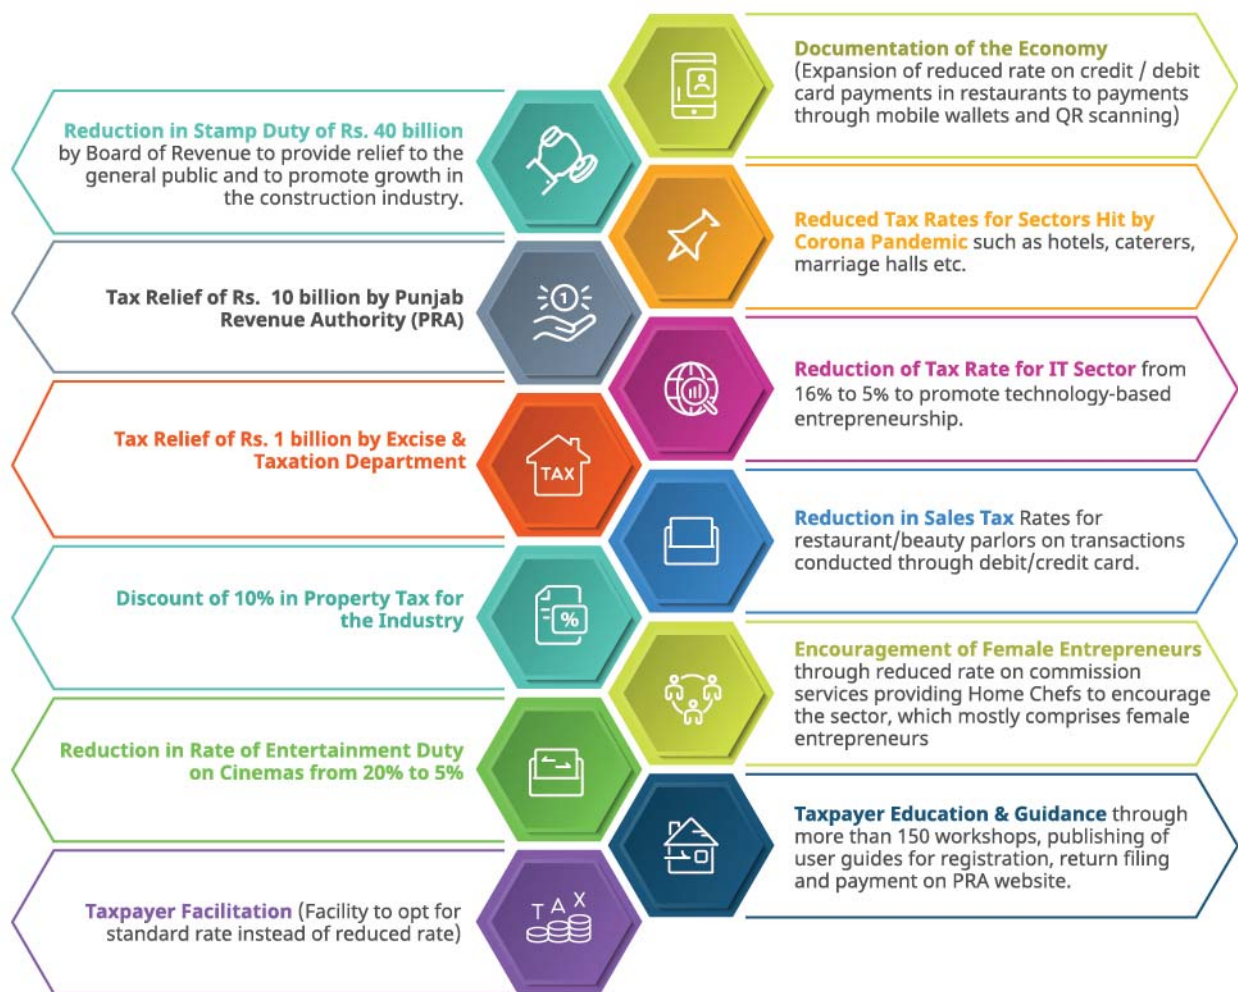 Documentation of the Economy
(Expansion of reduced rate on credit / debit
card payments in restaurants to payments
through mobile wallets and QR scanning)
Reduction in Stamp Duty of Rs. 40 billion
by Board of Revenue to provide relief to the
general public and to promote growth in
the construction industry.
Reduced Tax Rates for Sectors Hit by
Corona Pandemic such as hotels, caterers,
marriage halls etc.
Tax Relief of Rs. 10 billion by Punjab
Revenue Authority (PRA)
1
Reduction of Tax Rate for IT Sector from
16% to 5% to promote technology-based
entrepreneurship.
Tax Relief of Rs. 1 billion by Excise &
Taxation Department
TAX
Reduction in Sales Tax Rates for
restaurant/beauty parlors on transactions
conducted through debit/credit card.
Discount of 10% in Property Tax for
the Industry
%
Encouragement of Female Entrepreneurs
through reduced rate on commission
services providing Home Chefs to encourage
the sector, which mostly comprises female
entrepreneurs
Reduction in Rate of Entertainment Duty
on Cinemas from 20% to 5%
Taxpayer Education & Guidance through
more than 150 workshops, publishing of
user guides for registration, return filing
and payment on PRA website.
Taxpayer Facilitation (Facility to opt for
standard rate instead of reduced rate)
TAX